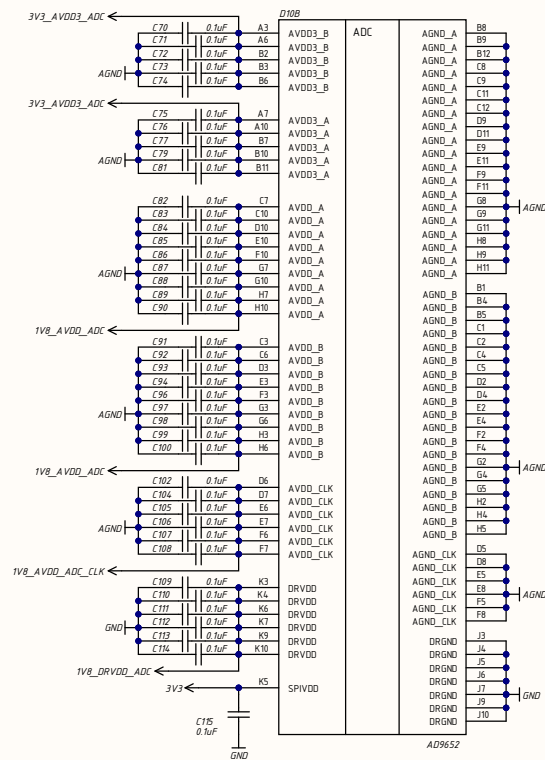 D10B
ADC
3V3_AVDD3_ADC
C70 0.1uF A3 AVDD3_B
C71 0.1uF A6 AVDD3_B
C72 0.1uF B2 AVDD3_B
AGND C73 0.1uF B3 AVDD3_B
C74 0.1uF B6 AVDD3_B
3V3_AVDD3_ADC
C75 0.1uF A7 AVDD3_A
C76 0.1uF A10 AVDD3_A
C77 0.1uF B7 AVDD3_A
AGND C79 0.1uF B10 AVDD3_A
C81 0.1uF B11 AVDD3_A
C82 0.1uF C7 AVDD_A
C83 0.1uF C10 AVDD_A
C84 0.1uF D10 AVDD_A
C85 0.1uF E10 AVDD_A
C86 0.1uF F10 AVDD_A
AGND C87 0.1uF G7 AVDD_A
C88 0.1uF G10 AVDD_A
C89 0.1uF H7 AVDD_A
C90 0.1uF H10 AVDD_A
1V8_AVDD_ADC
C91 0.1uF C3 AVDD_B
C92 0.1uF C6 AVDD_B
C93 0.1uF D3 AVDD_B
C94 0.1uF E3 AVDD_B
C96 0.1uF F3 AVDD_B
AGND C97 0.1uF G3 AVDD_B
C98 0.1uF G6 AVDD_B
C99 0.1uF H3 AVDD_B
C100 0.1uF H6 AVDD_B
1V8_AVDD_ADC
C102 0.1uF D6 AVDD_CLK
C104 0.1uF D7 AVDD_CLK
C105 0.1uF E6 AVDD_CLK
AGND C106 0.1uF E7 AVDD_CLK
C107 0.1uF F6 AVDD_CLK
C108 0.1uF F7 AVDD_CLK
1V8_AVDD_ADC_CLK
C109 0.1uF K3 DRVDD
C110 0.1uF K4 DRVDD
C111 0.1uF K6 DRVDD
GND C112 0.1uF K7 DRVDD
C113 0.1uF K9 DRVDD
C114 0.1uF K10 DRVDD
1V8_DRVDD_ADC
3V3 K5 SPIVDD
C115
0.1uF
GND
AGND_A B8
AGND_A B9
AGND_A B12
AGND_A C8
AGND_A C9
AGND_A C11
AGND_A C12
AGND_A D9
AGND_A D11
AGND_A E9
AGND_A E11
AGND_A F9
AGND_A F11
AGND_A G8 AGND
AGND_A G9
AGND_A G11
AGND_A H8
AGND_A H9
AGND_A H11
AGND_B B1
AGND_B B4
AGND_B B5
AGND_B C1
AGND_B C2
AGND_B C4
AGND_B C5
AGND_B D2
AGND_B D4
AGND_B E2
AGND_B E4
AGND_B F2
AGND_B F4
AGND_B G2 AGND
AGND_B G4
AGND_B G5
AGND_B H2
AGND_B H4
AGND_B H5
AGND_CLK D5
AGND_CLK D8
AGND_CLK E5
AGND_CLK E8 AGND
AGND_CLK F5
AGND_CLK F8
DRGND J3
DRGND J4
DRGND J5
DRGND J6
DRGND J7 GND
DRGND J9
DRGND J10
AD9652